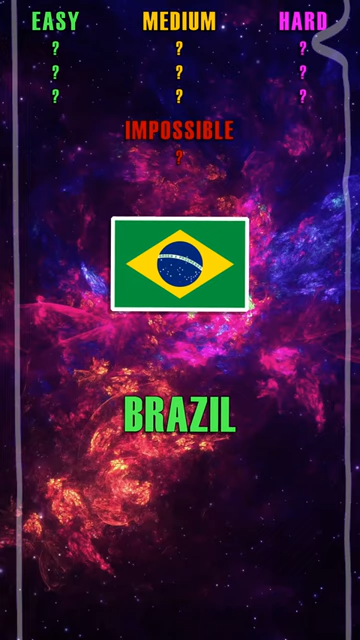 EASY MEDIUM HARD
? ? ?
? ? ?
? ? ?
IMPOSSIBLE
?
BRAZIL